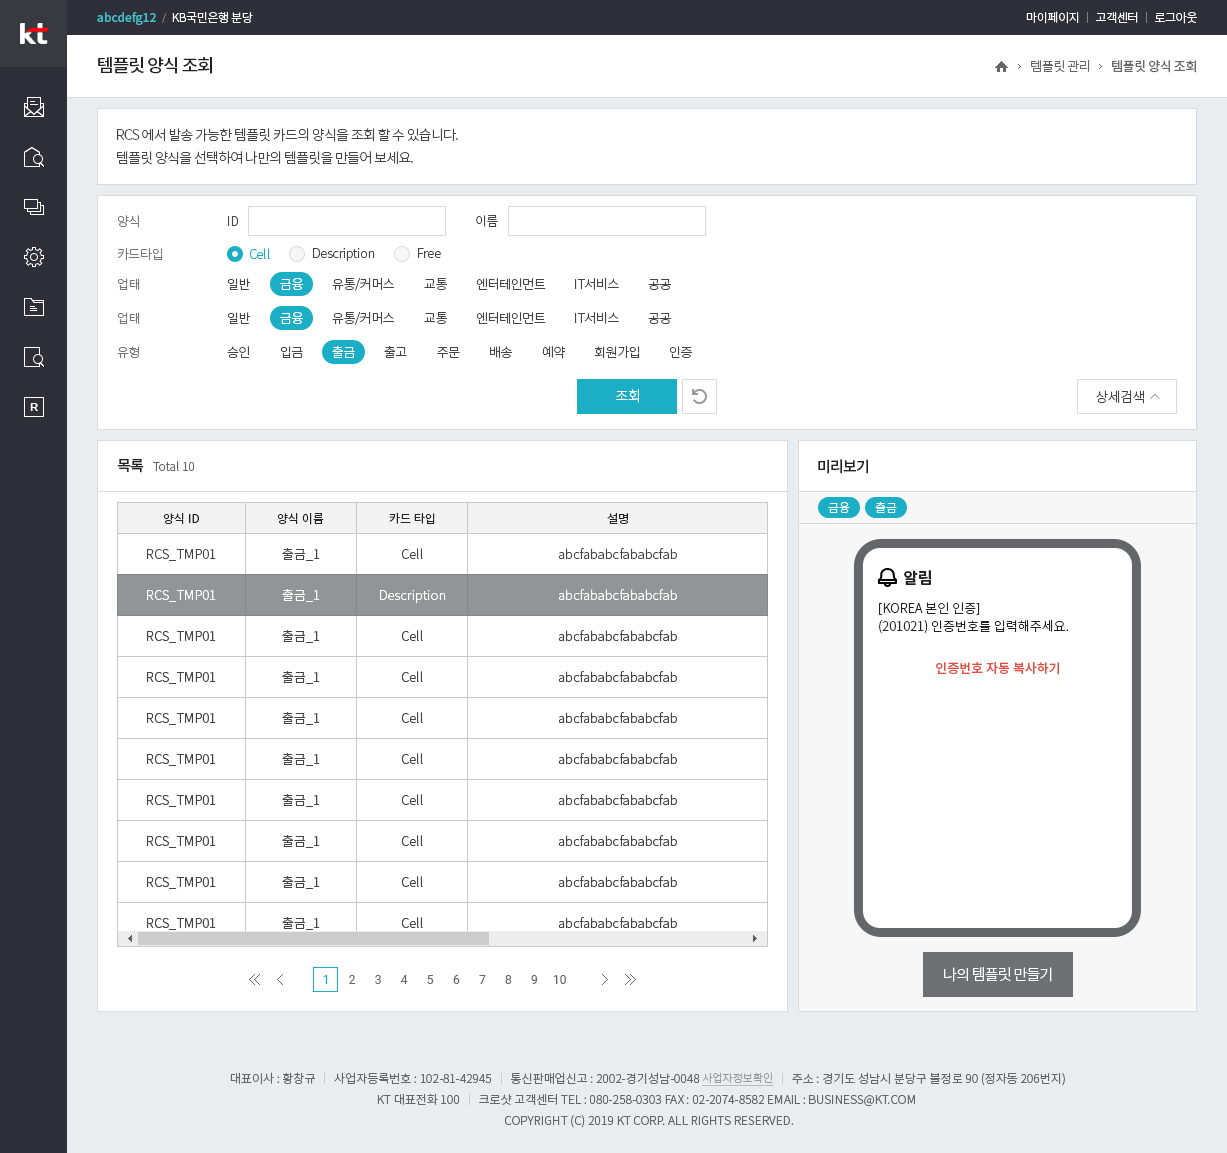 kt
abcdefg12 / KB국민은행 분당
마이페이지 | 고객센터 | 로그아웃
템플릿 양식 조회
템플릿 관리 > 템플릿 양식 조회
RCS 에서 발송 가능한 템플릿 카드의 양식을 조회 할 수 있습니다.
템플릿 양식을 선택하여 나만의 템플릿을 만들어 보세요.
양식 ID 이름
카드타입 Cell Description Free
업태 일반 금융 유통/커머스 교통 엔터테인먼트 IT서비스 공공
업태 일반 금융 유통/커머스 교통 엔터테인먼트 IT서비스 공공
유형 승인 입금 출금 출고 주문 배송 예약 회원가입 인증
조회
상세검색
R
목록 Total 10
양식 ID 양식 이름 카드 타입 설명
RCS_TMP01 출금_1 Cell abcfababcfababcfab
RCS_TMP01 출금_1 Description abcfababcfababcfab
RCS_TMP01 출금_1 Cell abcfababcfababcfab
RCS_TMP01 출금_1 Cell abcfababcfababcfab
RCS_TMP01 출금_1 Cell abcfababcfababcfab
RCS_TMP01 출금_1 Cell abcfababcfababcfab
RCS_TMP01 출금_1 Cell abcfababcfababcfab
RCS_TMP01 출금_1 Cell abcfababcfababcfab
RCS_TMP01 출금_1 Cell abcfababcfababcfab
RCS_TMP01 출금_1 Cell abcfababcfababcfab
1 2 3 4 5 6 7 8 9 10
미리보기
금융 출금
알림
[KOREA 본인 인증]
(201021) 인증번호를 입력해주세요.
인증번호 자동 복사하기
나의 템플릿 만들기
대표이사 : 황창규 | 사업자등록번호 : 102-81-42945 | 통신판매업신고 : 2002-경기성남-0048 사업자정보확인 | 주소 : 경기도 성남시 분당구 불정로 90 (정자동 206번지)
KT 대표전화 100 | 크로샷 고객센터 TEL : 080-258-0303 FAX : 02-2074-8582 EMAIL : BUSINESS@KT.COM
COPYRIGHT (C) 2019 KT CORP. ALL RIGHTS RESERVED.